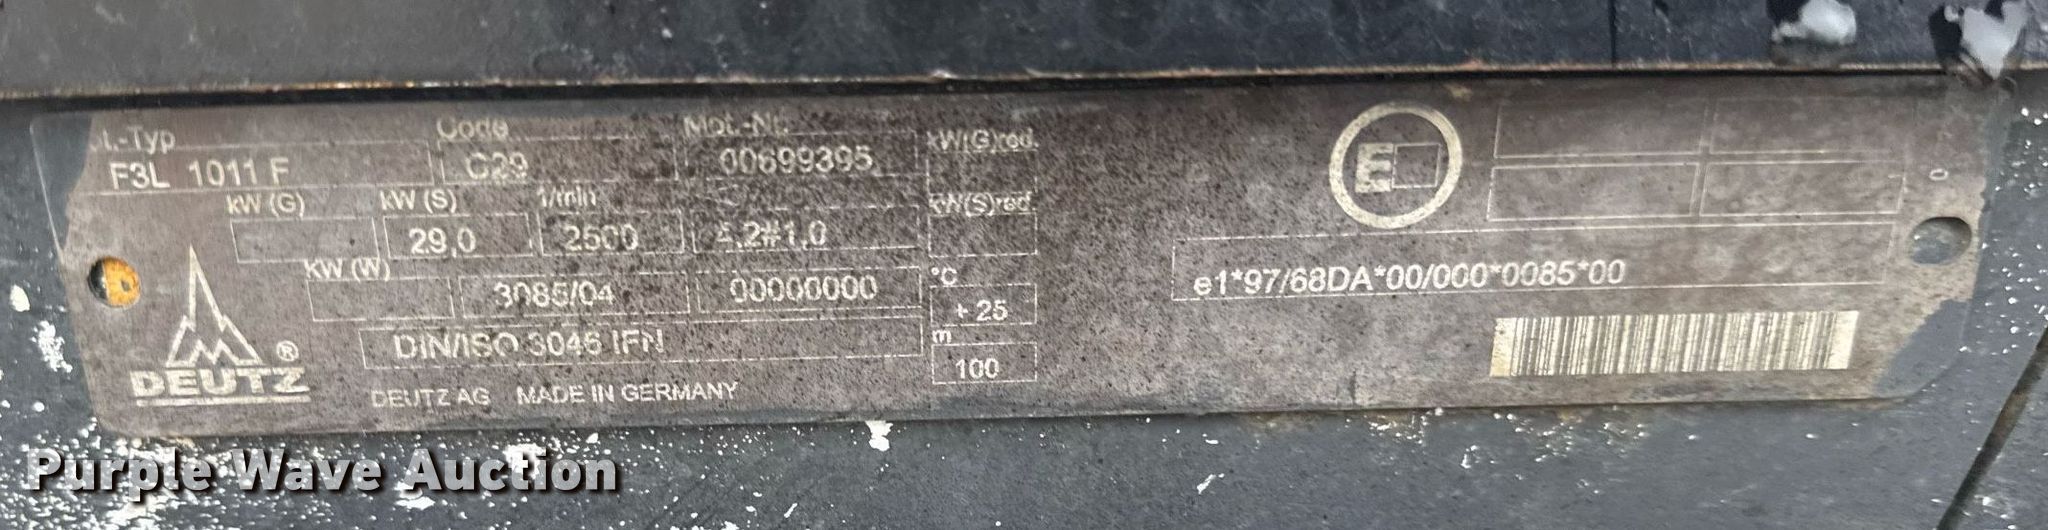 t.-Typ Code Mot.-Nr. kW(G)red.
F3L 1011 F C29 00699395
kW (G) kW (S) 1/min kW(S)red.
29,0 2500 4,2#1,0
KW (W) °C
3085/04 00000000 + 25
DIN/ISO 3046 IFN m
100
DEUTZ ®
DEUTZ AG MADE IN GERMANY
E
0
e1*97/68DA*00/000*0085*00
Purple Wave Auction